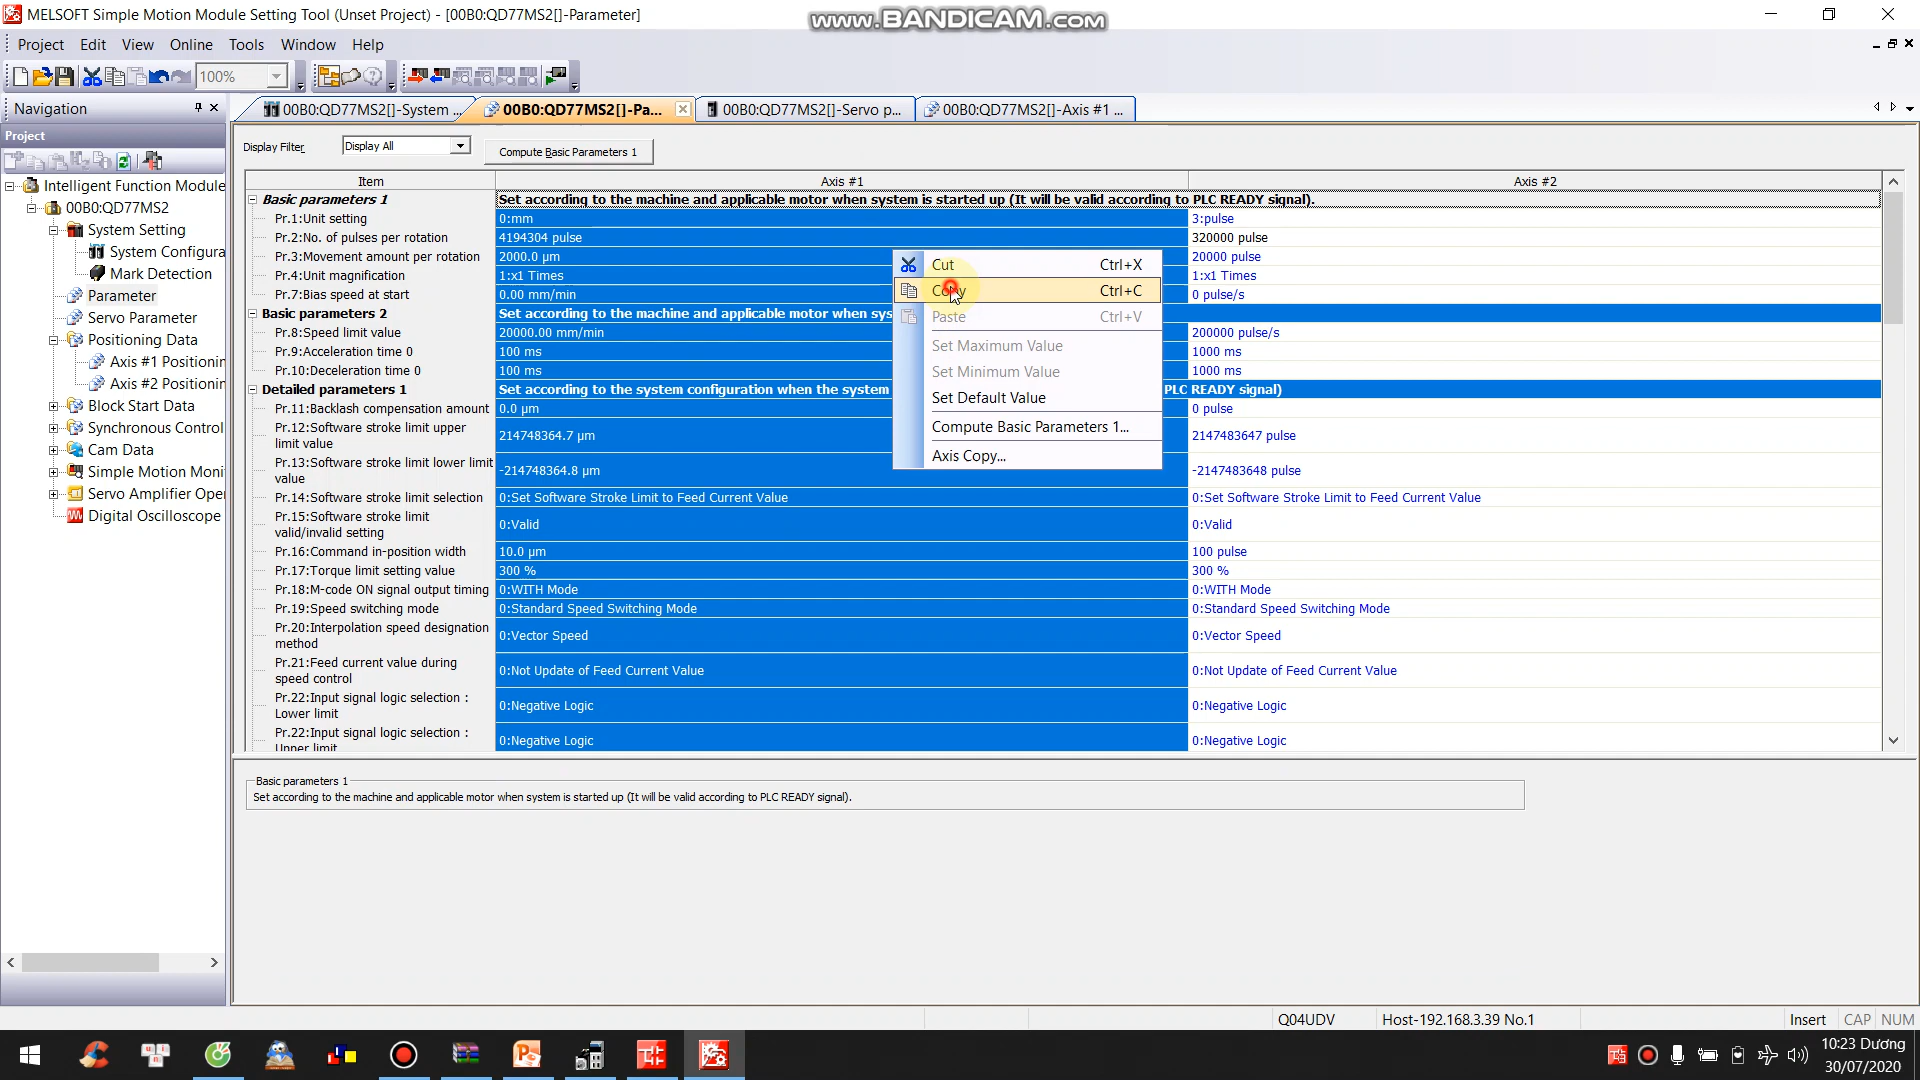 MELSOFT Simple Motion Module Setting Tool (Unset Project) - [00B0:QD77MS2[]-Parameter]
www.BANDICAM.com
Project Edit View Online Tools Window Help
100%
Navigation
00B0:QD77MS2[]-System ...
00B0:QD77MS2[]-Pa...
00B0:QD77MS2[]-Servo p...
00B0:QD77MS2[]-Axis #1 ...
Project
Intelligent Function Module
00B0:QD77MS2
System Setting
System Configura
Mark Detection
Parameter
Servo Parameter
Positioning Data
Axis #1 Positionin
Axis #2 Positionin
Block Start Data
Synchronous Control
Cam Data
Simple Motion Moni
Servo Amplifier Oper
Digital Oscilloscope
Display Filter
Display All
Compute Basic Parameters 1
Item Axis #1 Axis #2
Basic parameters 1 Set according to the machine and applicable motor when system is started up (It will be valid according to PLC READY signal).
Pr.1:Unit setting 0:mm 3:pulse
Pr.2:No. of pulses per rotation 4194304 pulse 320000 pulse
Pr.3:Movement amount per rotation 2000.0 µm 20000 pulse
Pr.4:Unit magnification 1:x1 Times 1:x1 Times
Pr.7:Bias speed at start 0.00 mm/min 0 pulse/s
Basic parameters 2 Set according to the machine and applicable motor when sys
Pr.8:Speed limit value 20000.00 mm/min 200000 pulse/s
Pr.9:Acceleration time 0 100 ms 1000 ms
Pr.10:Deceleration time 0 100 ms 1000 ms
Detailed parameters 1 Set according to the system configuration when the system PLC READY signal)
Pr.11:Backlash compensation amount 0.0 µm 0 pulse
Pr.12:Software stroke limit upper
limit value 214748364.7 µm 2147483647 pulse
Pr.13:Software stroke limit lower limit
value -214748364.8 µm -2147483648 pulse
Pr.14:Software stroke limit selection 0:Set Software Stroke Limit to Feed Current Value 0:Set Software Stroke Limit to Feed Current Value
Pr.15:Software stroke limit
valid/invalid setting 0:Valid 0:Valid
Pr.16:Command in-position width 10.0 µm 100 pulse
Pr.17:Torque limit setting value 300 % 300 %
Pr.18:M-code ON signal output timing 0:WITH Mode 0:WITH Mode
Pr.19:Speed switching mode 0:Standard Speed Switching Mode 0:Standard Speed Switching Mode
Pr.20:Interpolation speed designation
method 0:Vector Speed 0:Vector Speed
Pr.21:Feed current value during
speed control 0:Not Update of Feed Current Value 0:Not Update of Feed Current Value
Pr.22:Input signal logic selection :
Lower limit 0:Negative Logic 0:Negative Logic
Pr.22:Input signal logic selection :
Upper limit 0:Negative Logic 0:Negative Logic
Cut Ctrl+X
Copy Ctrl+C
Paste Ctrl+V
Set Maximum Value
Set Minimum Value
Set Default Value
Compute Basic Parameters 1...
Axis Copy...
Basic parameters 1
Set according to the machine and applicable motor when system is started up (It will be valid according to PLC READY signal).
Q04UDV Host-192.168.3.39 No.1 Insert CAP NUM
10:23 Dương
30/07/2020